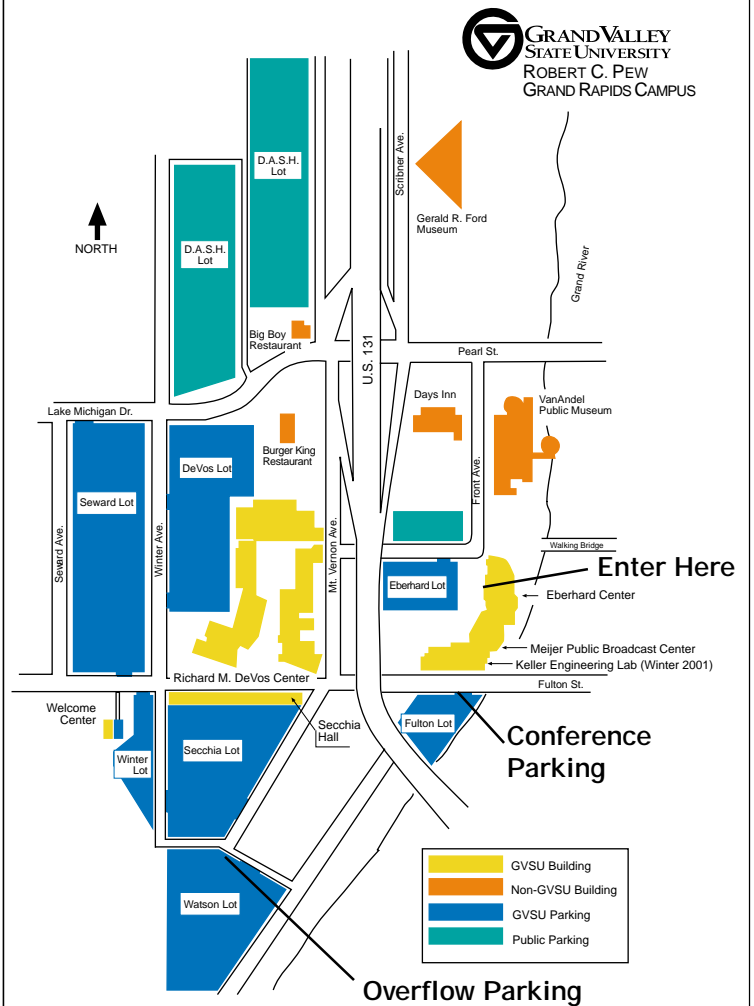 GRAND VALLEY
STATE UNIVERSITY
ROBERT C. PEW
GRAND RAPIDS CAMPUS
D.A.S.H.
Lot
Scribner Ave.
Gerald R. Ford
Museum
NORTH
D.A.S.H.
Lot
Grand River
Big Boy
Restaurant
U.S. 131
Pearl St.
Lake Michigan Dr.
Days Inn
VanAndel
Public Museum
Burger King
Restaurant
DeVos Lot
Seward Lot
Front Ave.
Seward Ave.
Winter Ave.
Mt. Vernon Ave.
Walking Bridge
Enter Here
Eberhard Lot
Eberhard Center
Meijer Public Broadcast Center
Keller Engineering Lab (Winter 2001)
Richard M. DeVos Center
Fulton St.
Welcome
Center
Secchia
Hall
Fulton Lot
Secchia Lot
Winter
Lot
Conference
Parking
GVSU Building
Non-GVSU Building
GVSU Parking
Public Parking
Watson Lot
Overflow Parking